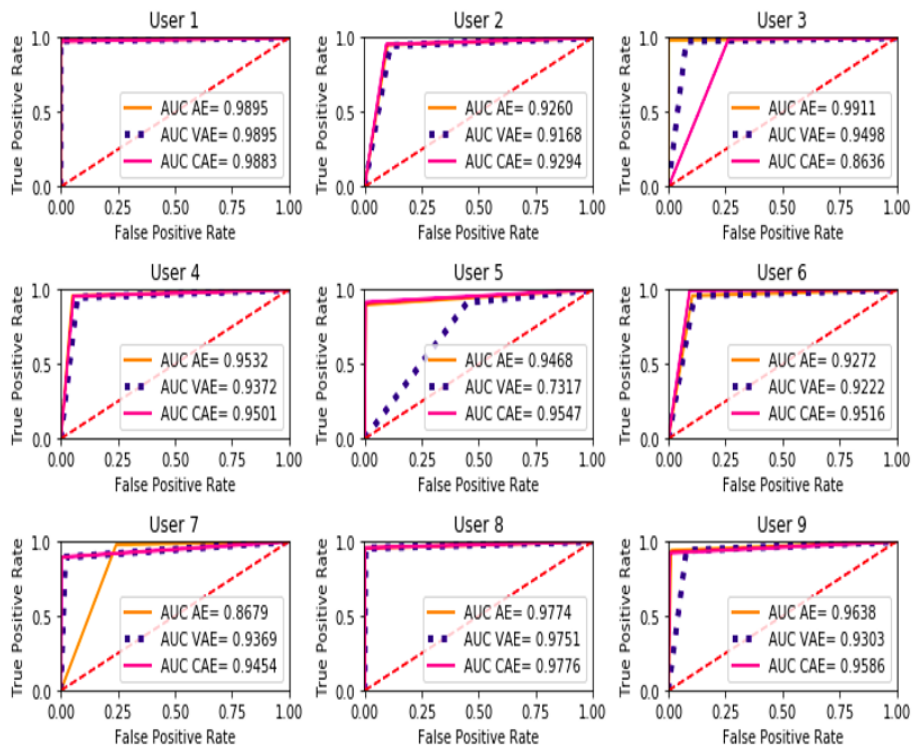 User 1
True Positive Rate
1.0
0.5
0.0
AUC AE= 0.9895
AUC VAE= 0.9895
AUC CAE= 0.9883
0.00 0.25 0.50 0.75 1.00
False Positive Rate
User 2
True Positive Rate
1.0
0.5
0.0
AUC AE= 0.9260
AUC VAE= 0.9168
AUC CAE= 0.9294
0.00 0.25 0.50 0.75 1.00
False Positive Rate
User 3
True Positive Rate
1.0
0.5
0.0
AUC AE= 0.9911
AUC VAE= 0.9498
AUC CAE= 0.8636
0.00 0.25 0.50 0.75 1.00
False Positive Rate
User 4
True Positive Rate
1.0
0.5
0.0
AUC AE= 0.9532
AUC VAE= 0.9372
AUC CAE= 0.9501
0.00 0.25 0.50 0.75 1.00
False Positive Rate
User 5
True Positive Rate
1.0
0.5
0.0
AUC AE= 0.9468
AUC VAE= 0.7317
AUC CAE= 0.9547
0.00 0.25 0.50 0.75 1.00
False Positive Rate
User 6
True Positive Rate
1.0
0.5
0.0
AUC AE= 0.9272
AUC VAE= 0.9222
AUC CAE= 0.9516
0.00 0.25 0.50 0.75 1.00
False Positive Rate
User 7
True Positive Rate
1.0
0.5
0.0
AUC AE= 0.8679
AUC VAE= 0.9369
AUC CAE= 0.9454
0.00 0.25 0.50 0.75 1.00
False Positive Rate
User 8
True Positive Rate
1.0
0.5
0.0
AUC AE= 0.9774
AUC VAE= 0.9751
AUC CAE= 0.9776
0.00 0.25 0.50 0.75 1.00
False Positive Rate
User 9
True Positive Rate
1.0
0.5
0.0
AUC AE= 0.9638
AUC VAE= 0.9303
AUC CAE= 0.9586
0.00 0.25 0.50 0.75 1.00
False Positive Rate